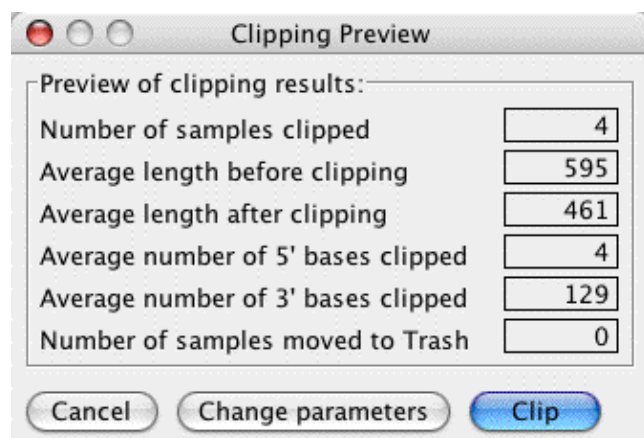 Clipping Preview
Preview of clipping results:
Number of samples clipped 4
Average length before clipping 595
Average length after clipping 461
Average number of 5' bases clipped 4
Average number of 3' bases clipped 129
Number of samples moved to Trash 0
Cancel Change parameters Clip